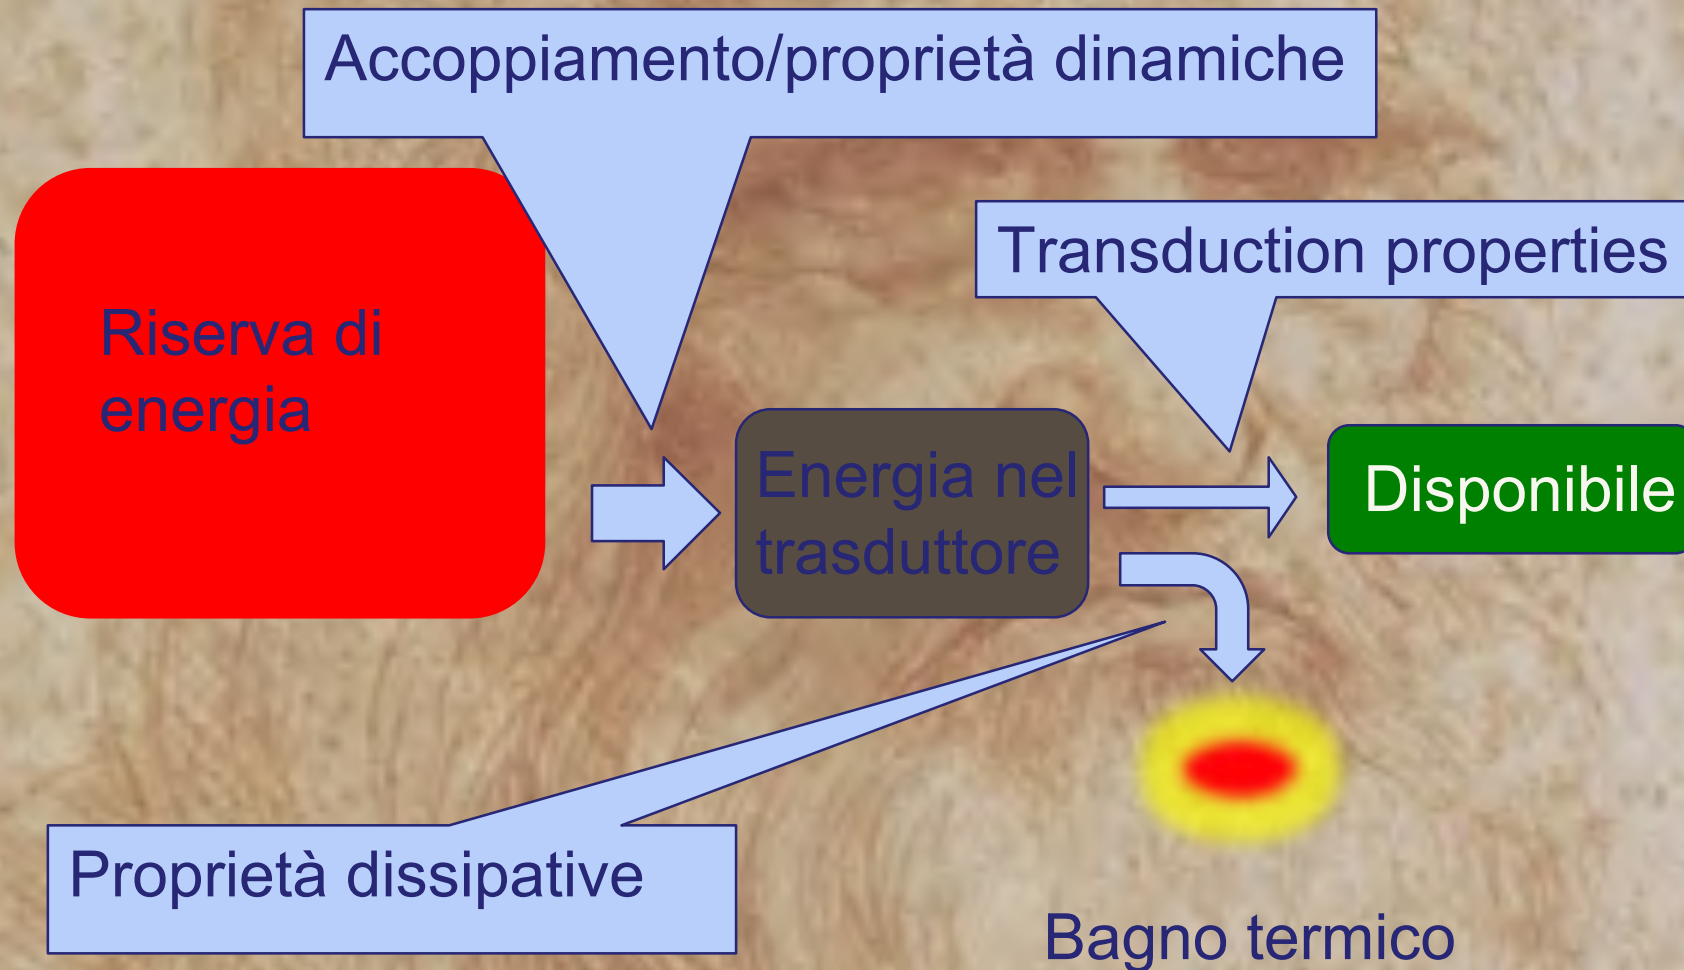 Accoppiamento/proprietà dinamiche
Transduction properties
Riserva di
energia
Energia nel
trasduttore
Disponibile
Proprietà dissipative
Bagno termico